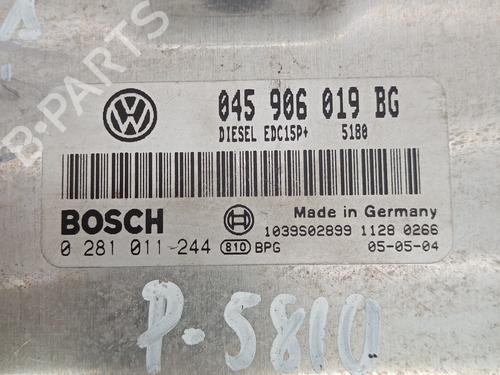 B-PARTS
045 906 019 BG
DIESEL EDC15P+ 5180
BOSCH
Made in Germany
1039S02899 1128 0266
0 281 011-244 810 BPG 05-05-04
P-5810